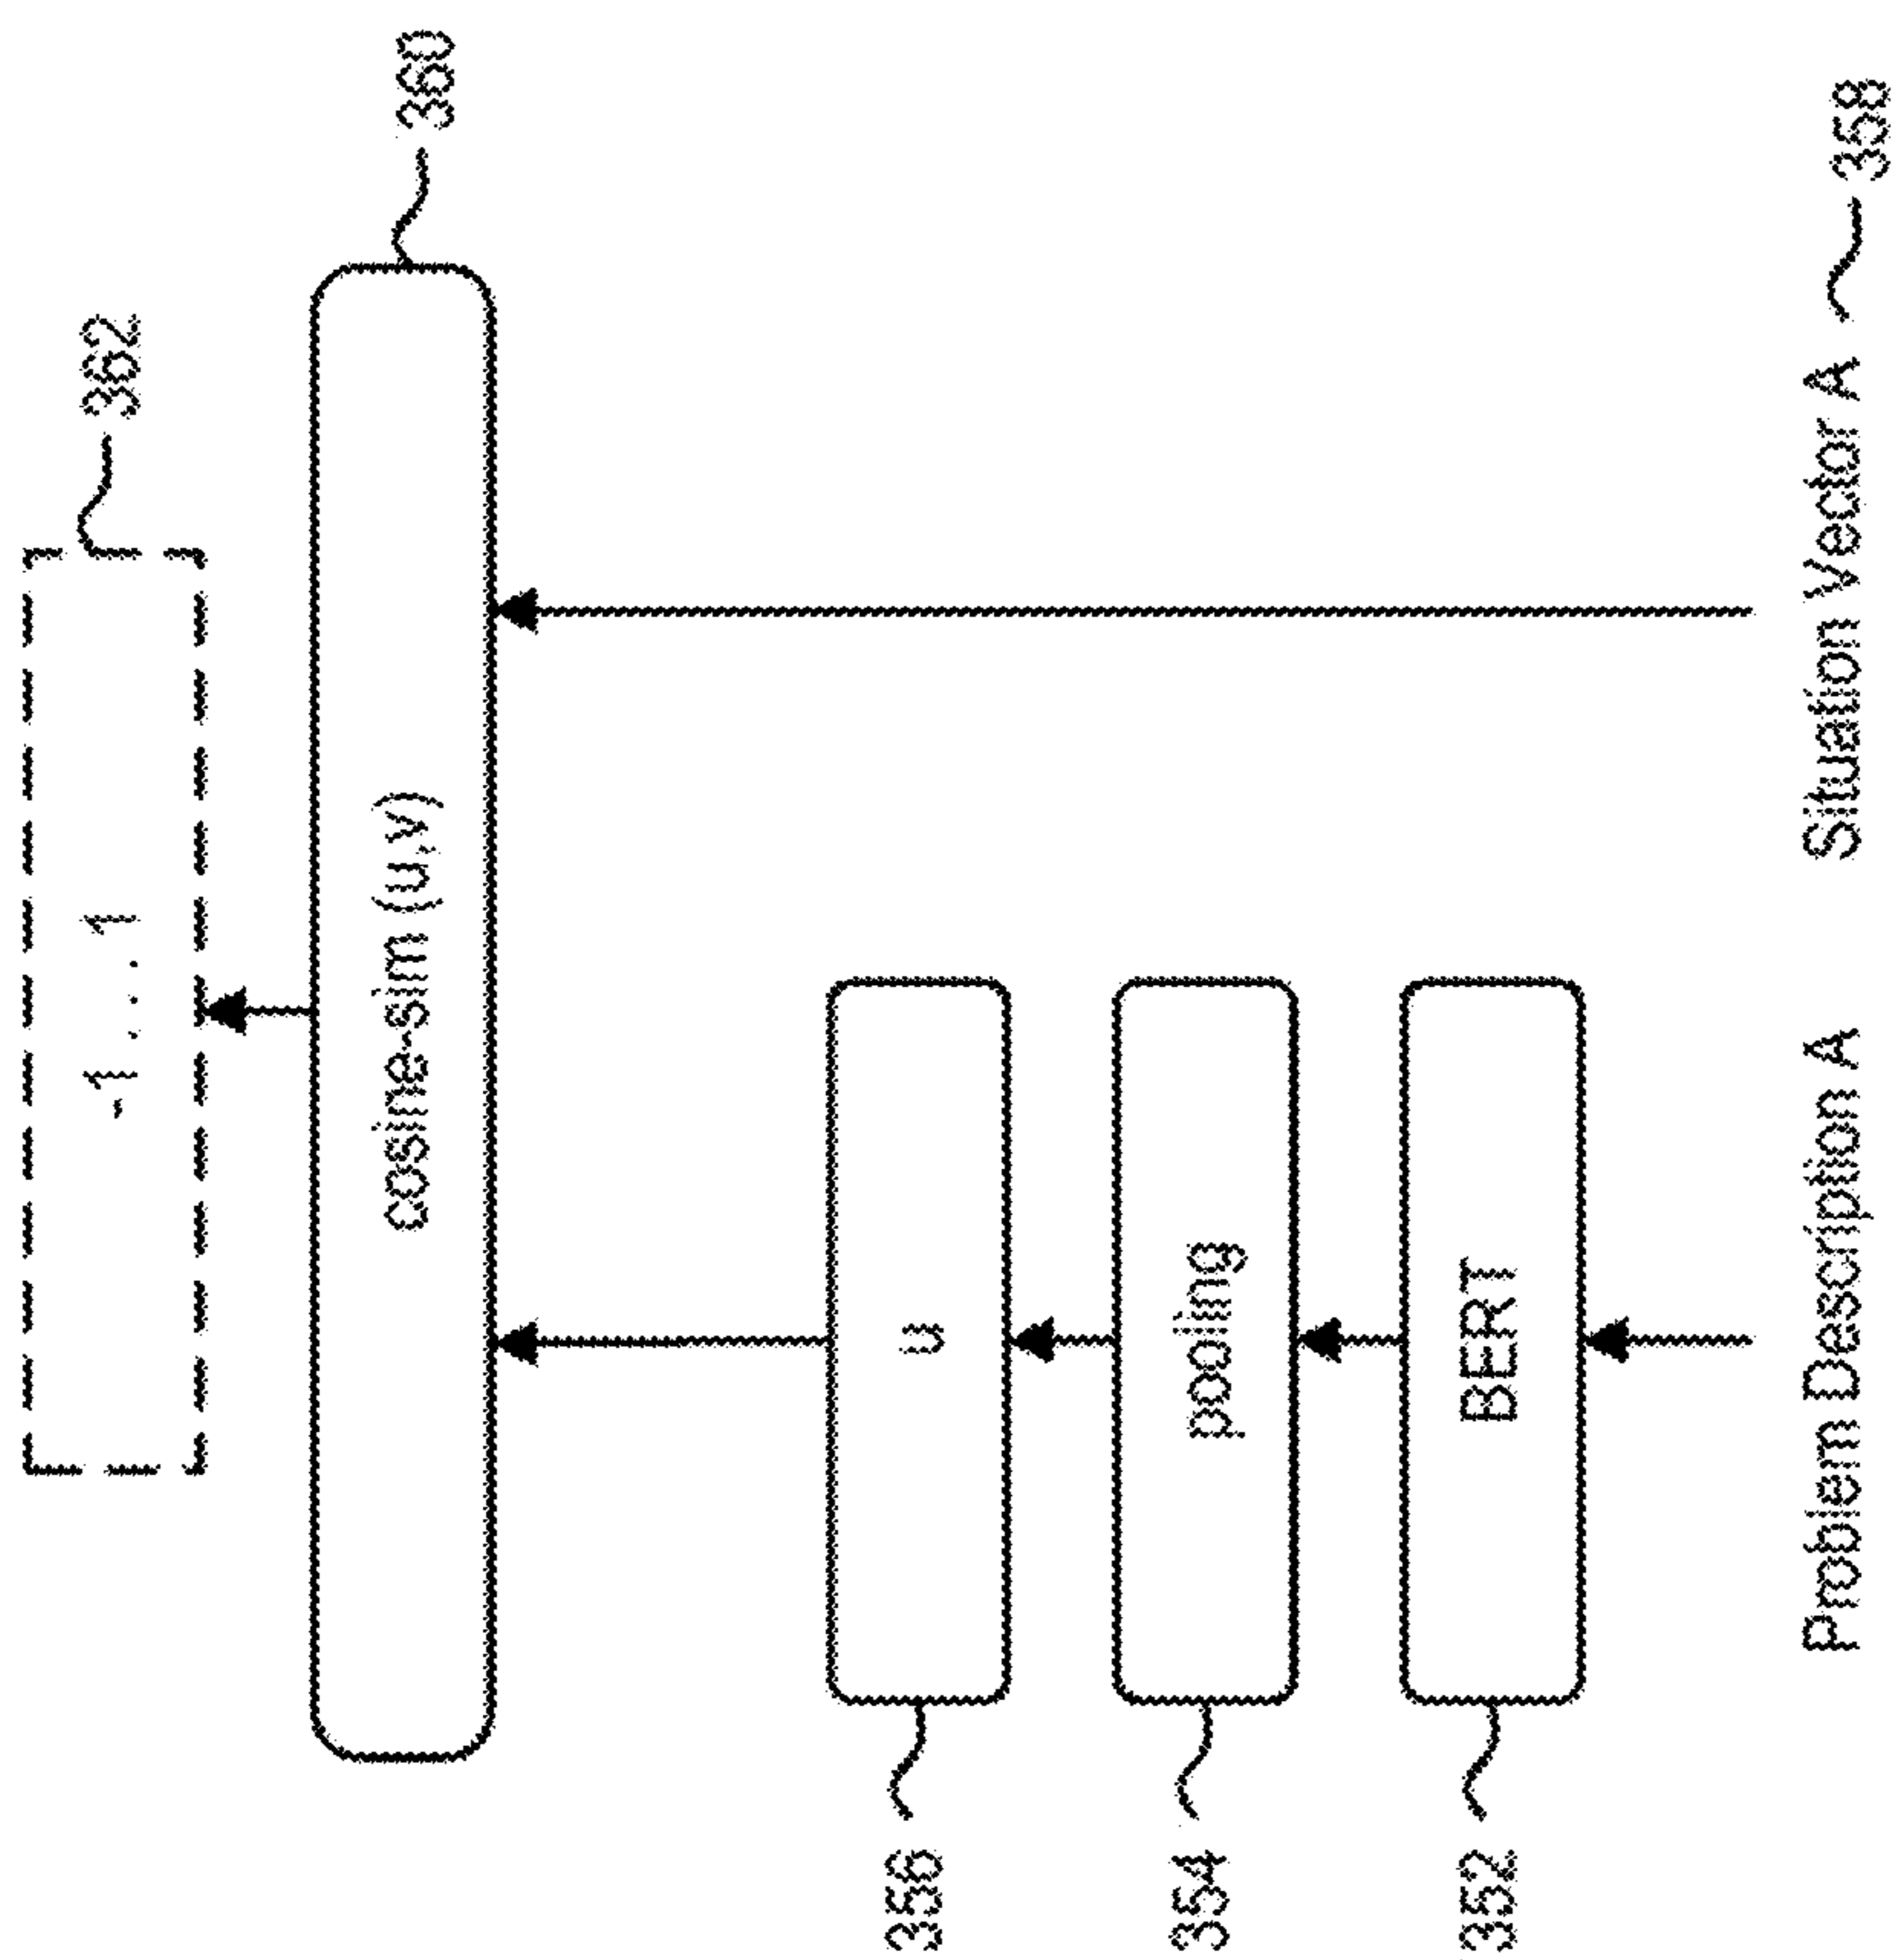 -1 . . . 1
362
cosine-sim (u,v)
360
u
356
pooling
354
BERT
352
Problem Description A
Situation Vector A
358